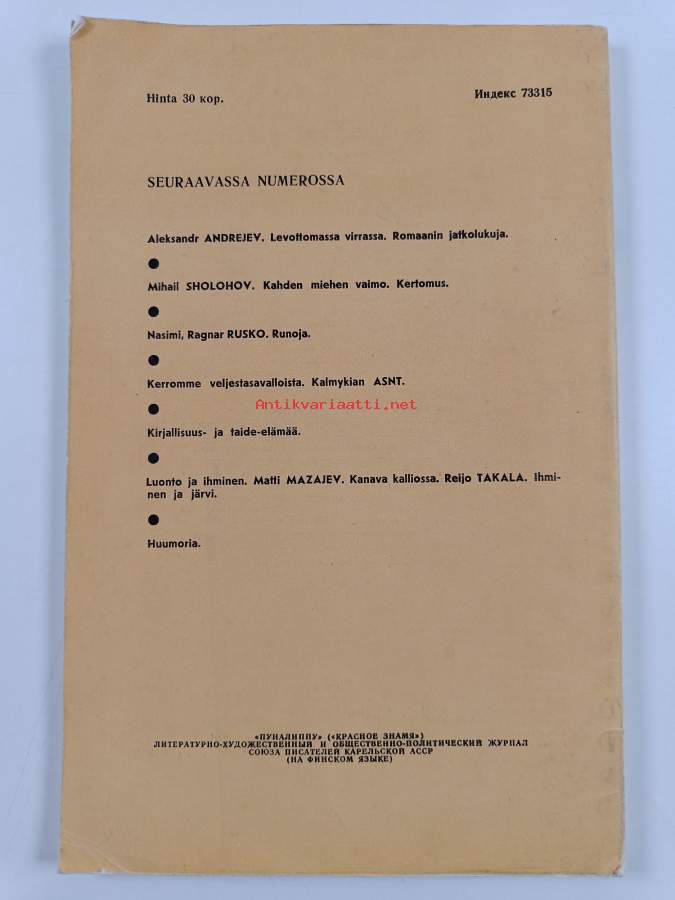 Hinta 30 кор.
Индекс 73315
SEURAAVASSA NUMEROSSA
Aleksandr ANDREJEV. Levottomassa virrassa. Romaanin jatkolukuja.
Mihail SHOLOHOV. Kahden miehen vaimo. Kertomus.
Nasimi, Ragnar RUSKO. Runoja.
Kerromme veljestasavalloista. Kalmykian ASNT.
Antikvariaatti.net
Kirjallisuus- ja taide-elämää.
Luonto ja ihminen. Matti MAZAJEV. Kanava kalliossa. Reijo TAKALA. Ihmi-
nen ja järvi.
Huumoria.
«ПУНАЛИППУ» («КРАСНОЕ ЗНАМЯ»)
ЛИТЕРАТУРНО-ХУДОЖЕСТВЕННЫЙ И ОБЩЕСТВЕННО-ПОЛИТИЧЕСКИЙ ЖУРНАЛ
СОЮЗА ПИСАТЕЛЕЙ КАРЕЛЬСКОЙ АССР
(НА ФИНСКОМ ЯЗЫКЕ)